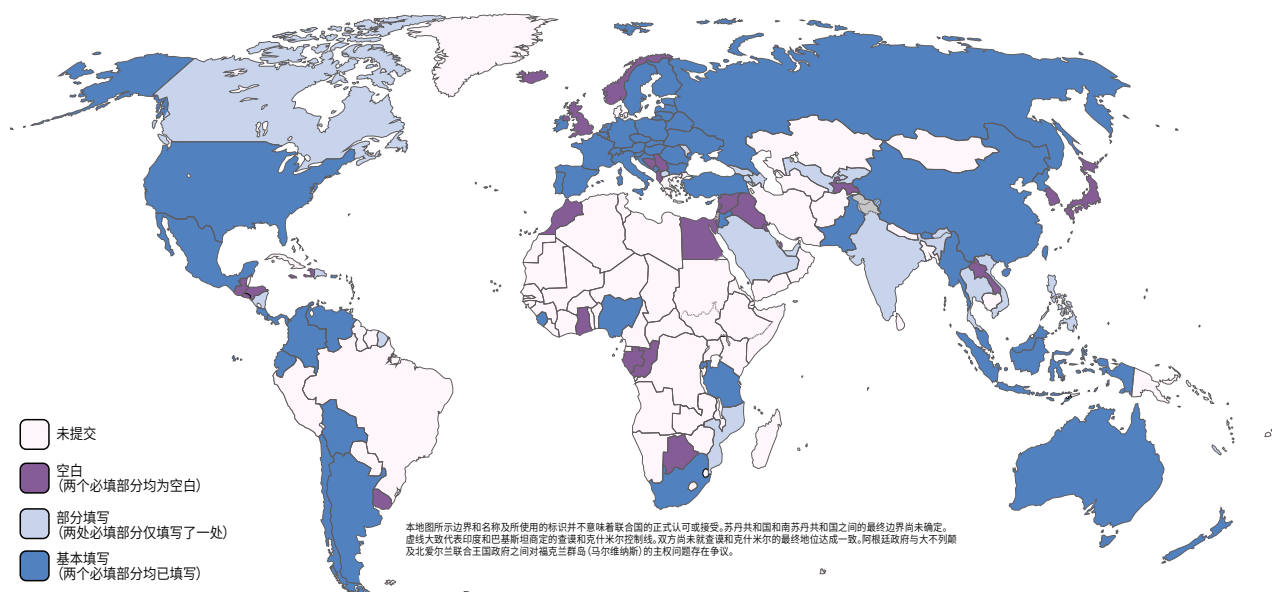 未提交
空白
（两个必填部分均为空白）
部分填写
（两处必填部分仅填写了一处）
基本填写
（两个必填部分均已填写）
本地图所示边界和名称及所使用的标识并不意味着联合国的正式认可或接受。苏丹共和国和南苏丹共和国之间的最终边界尚未确定。
虚线大致代表印度和巴基斯坦商定的查谟和克什米尔控制线。双方尚未就查谟和克什米尔的最终地位达成一致。阿根廷政府与大不列颠
及北爱尔兰联合王国政府之间对福克兰群岛（马尔维纳斯）的主权问题存在争议。